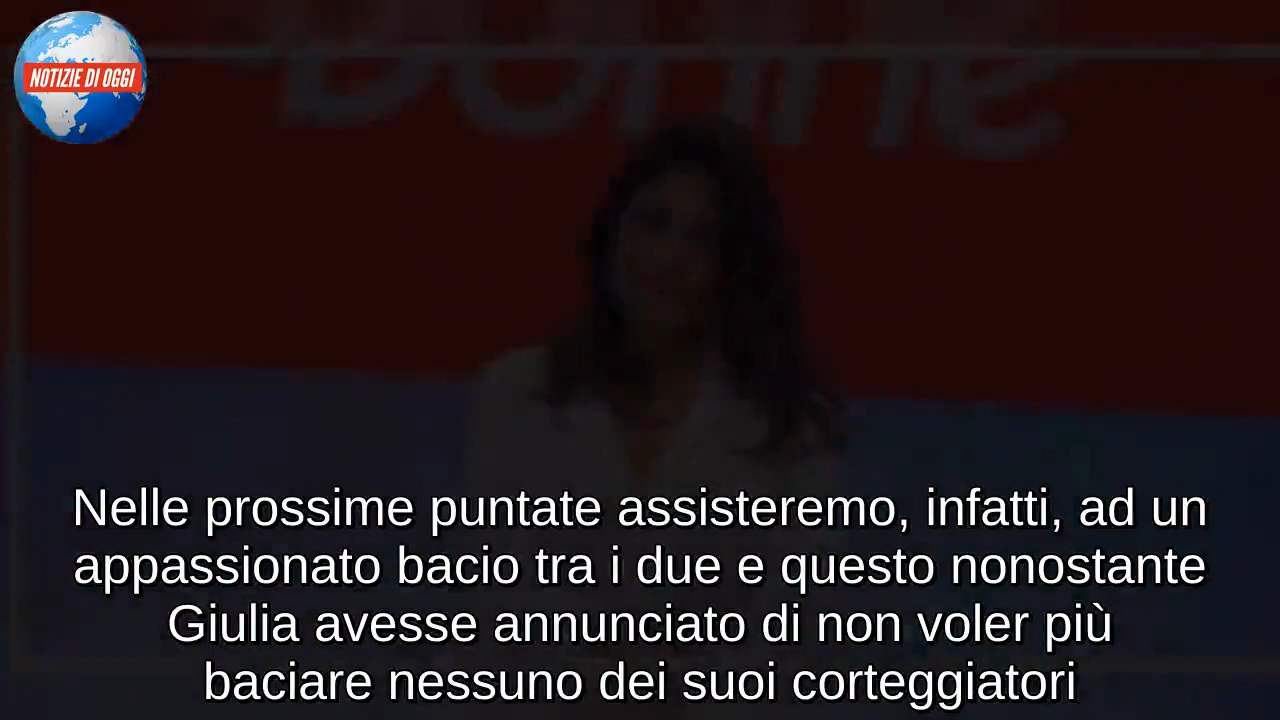 NOTIZIE DI OGGI
Donne
Nelle prossime puntate assisteremo, infatti, ad un
appassionato bacio tra i due e questo nonostante
Giulia avesse annunciato di non voler più
baciare nessuno dei suoi corteggiatori